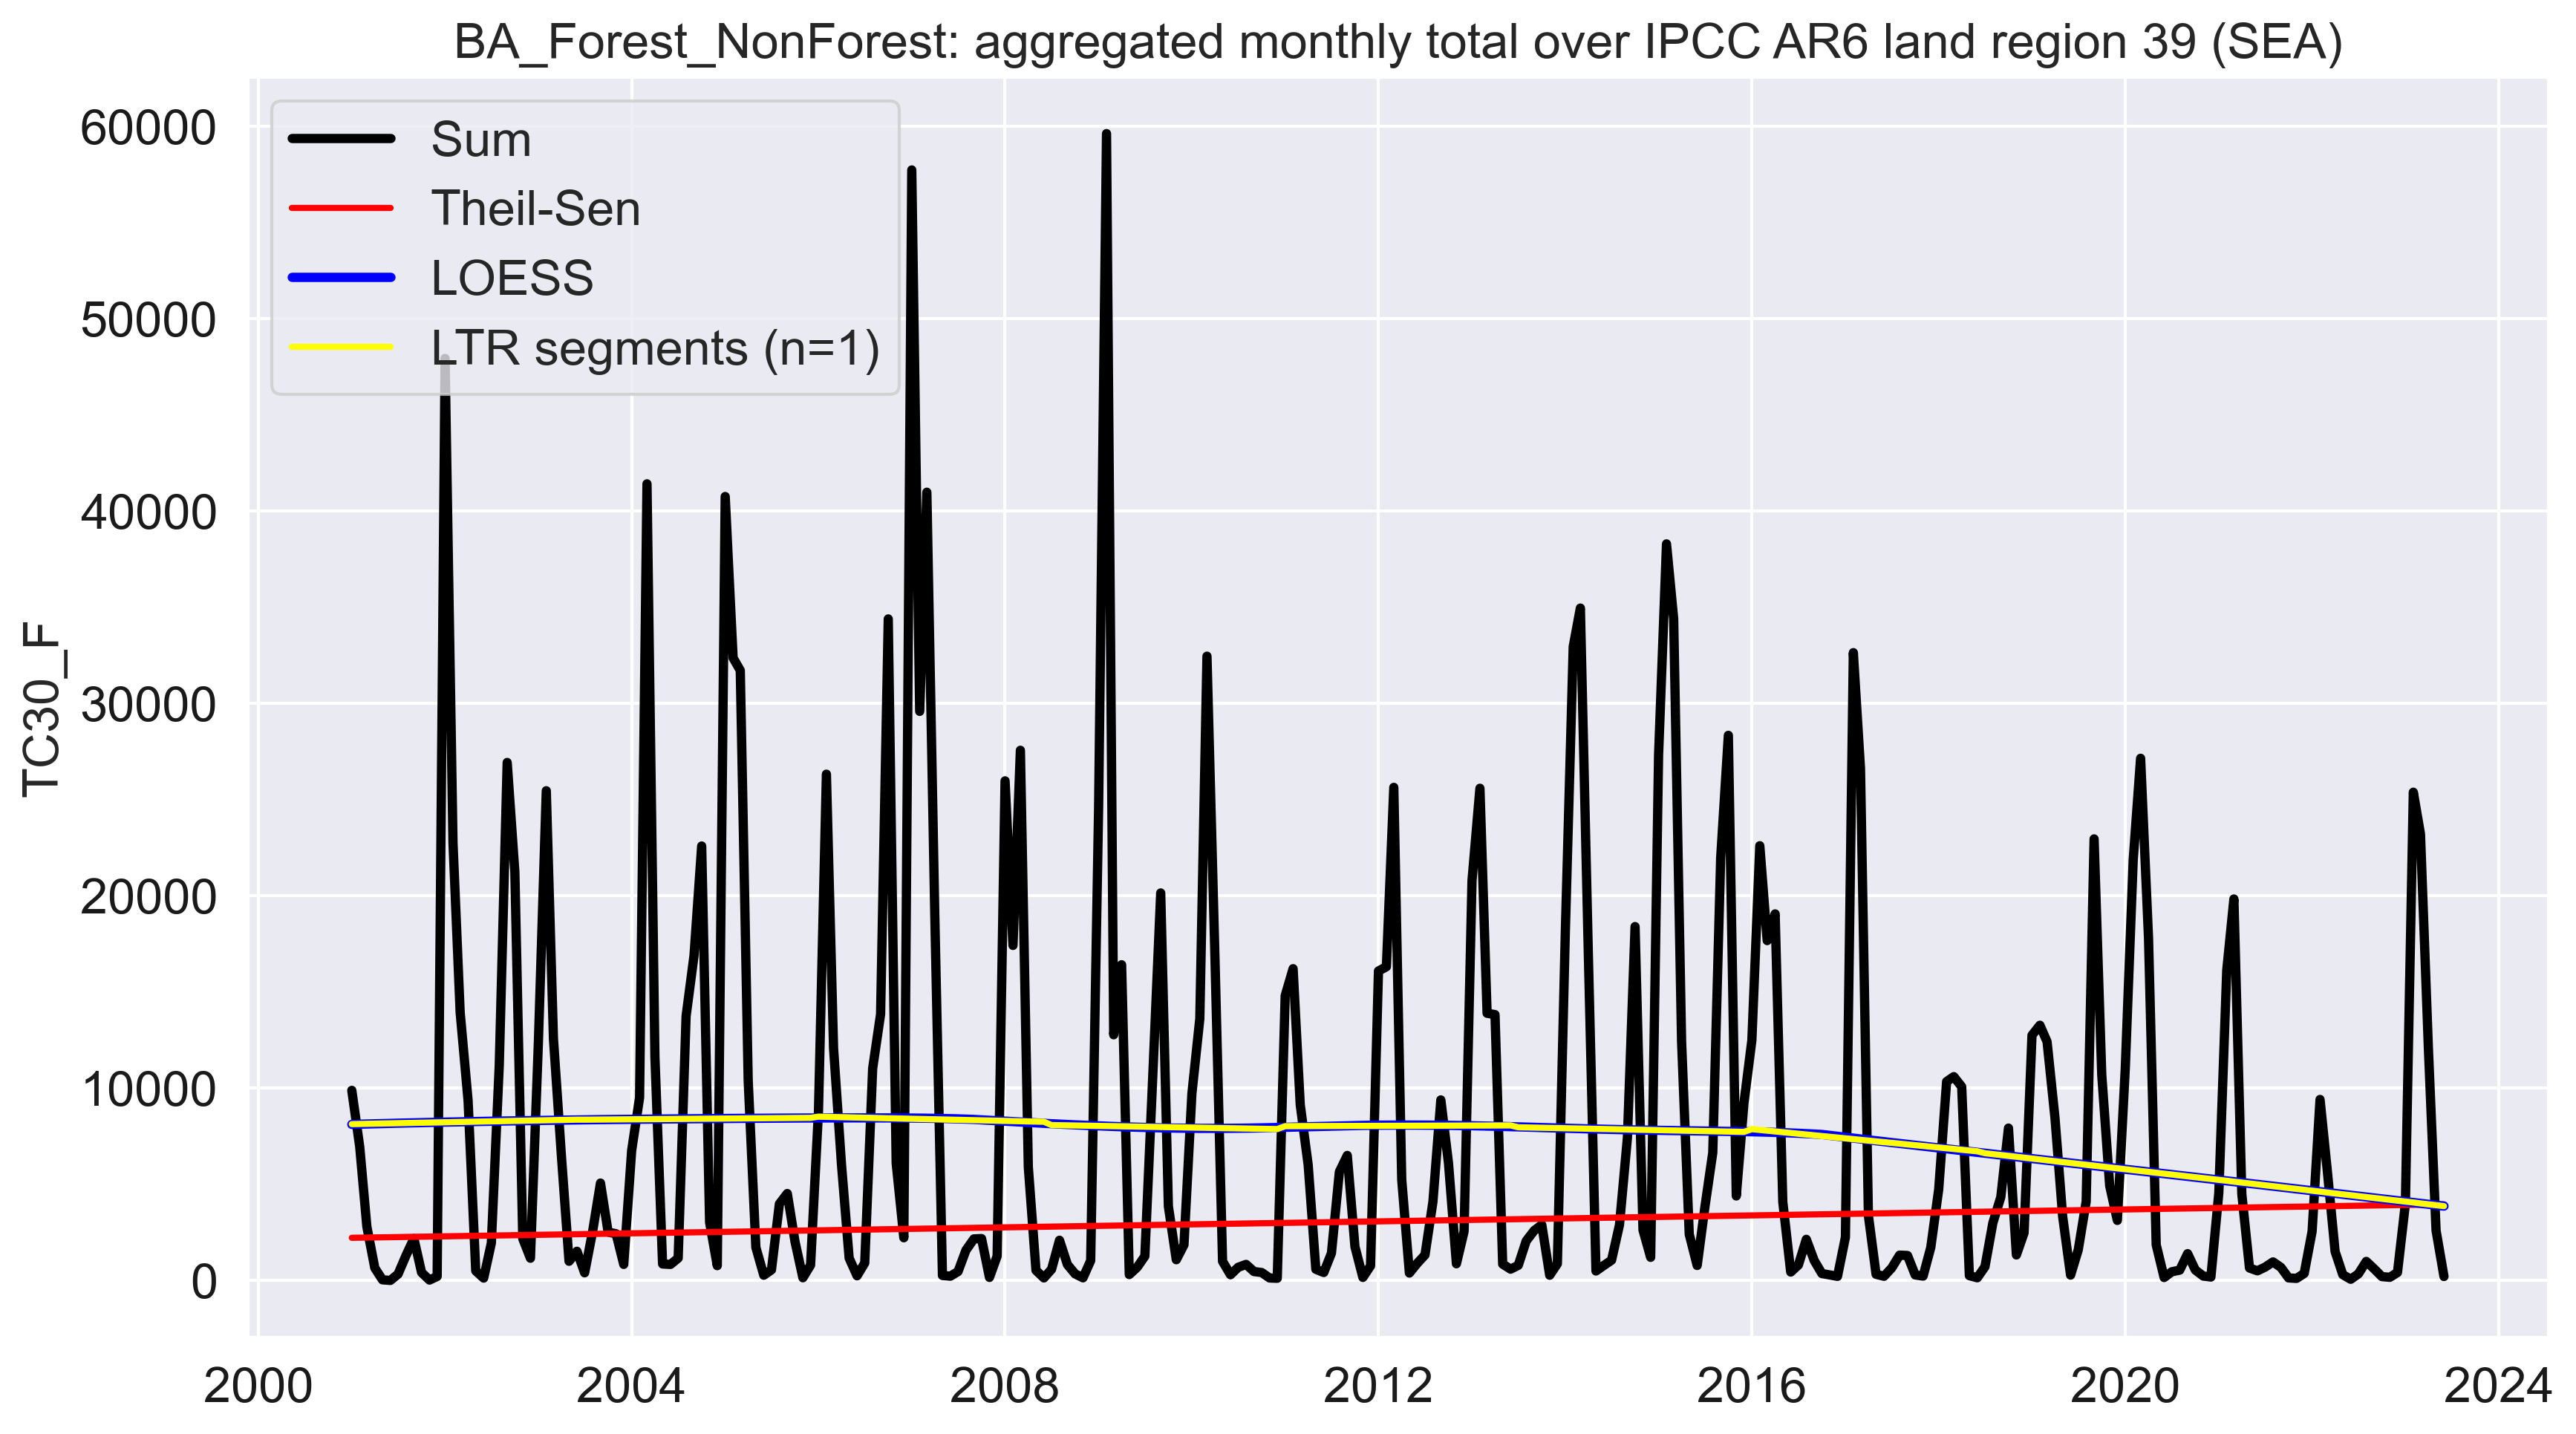 BA_Forest_NonForest: aggregated monthly total over IPCC AR6 land region 39 (SEA)
Sum
Theil-Sen
LOESS
LTR segments (n=1)
TC30_F
60000
50000
40000
30000
20000
10000
0
2000 2004 2008 2012 2016 2020 2024